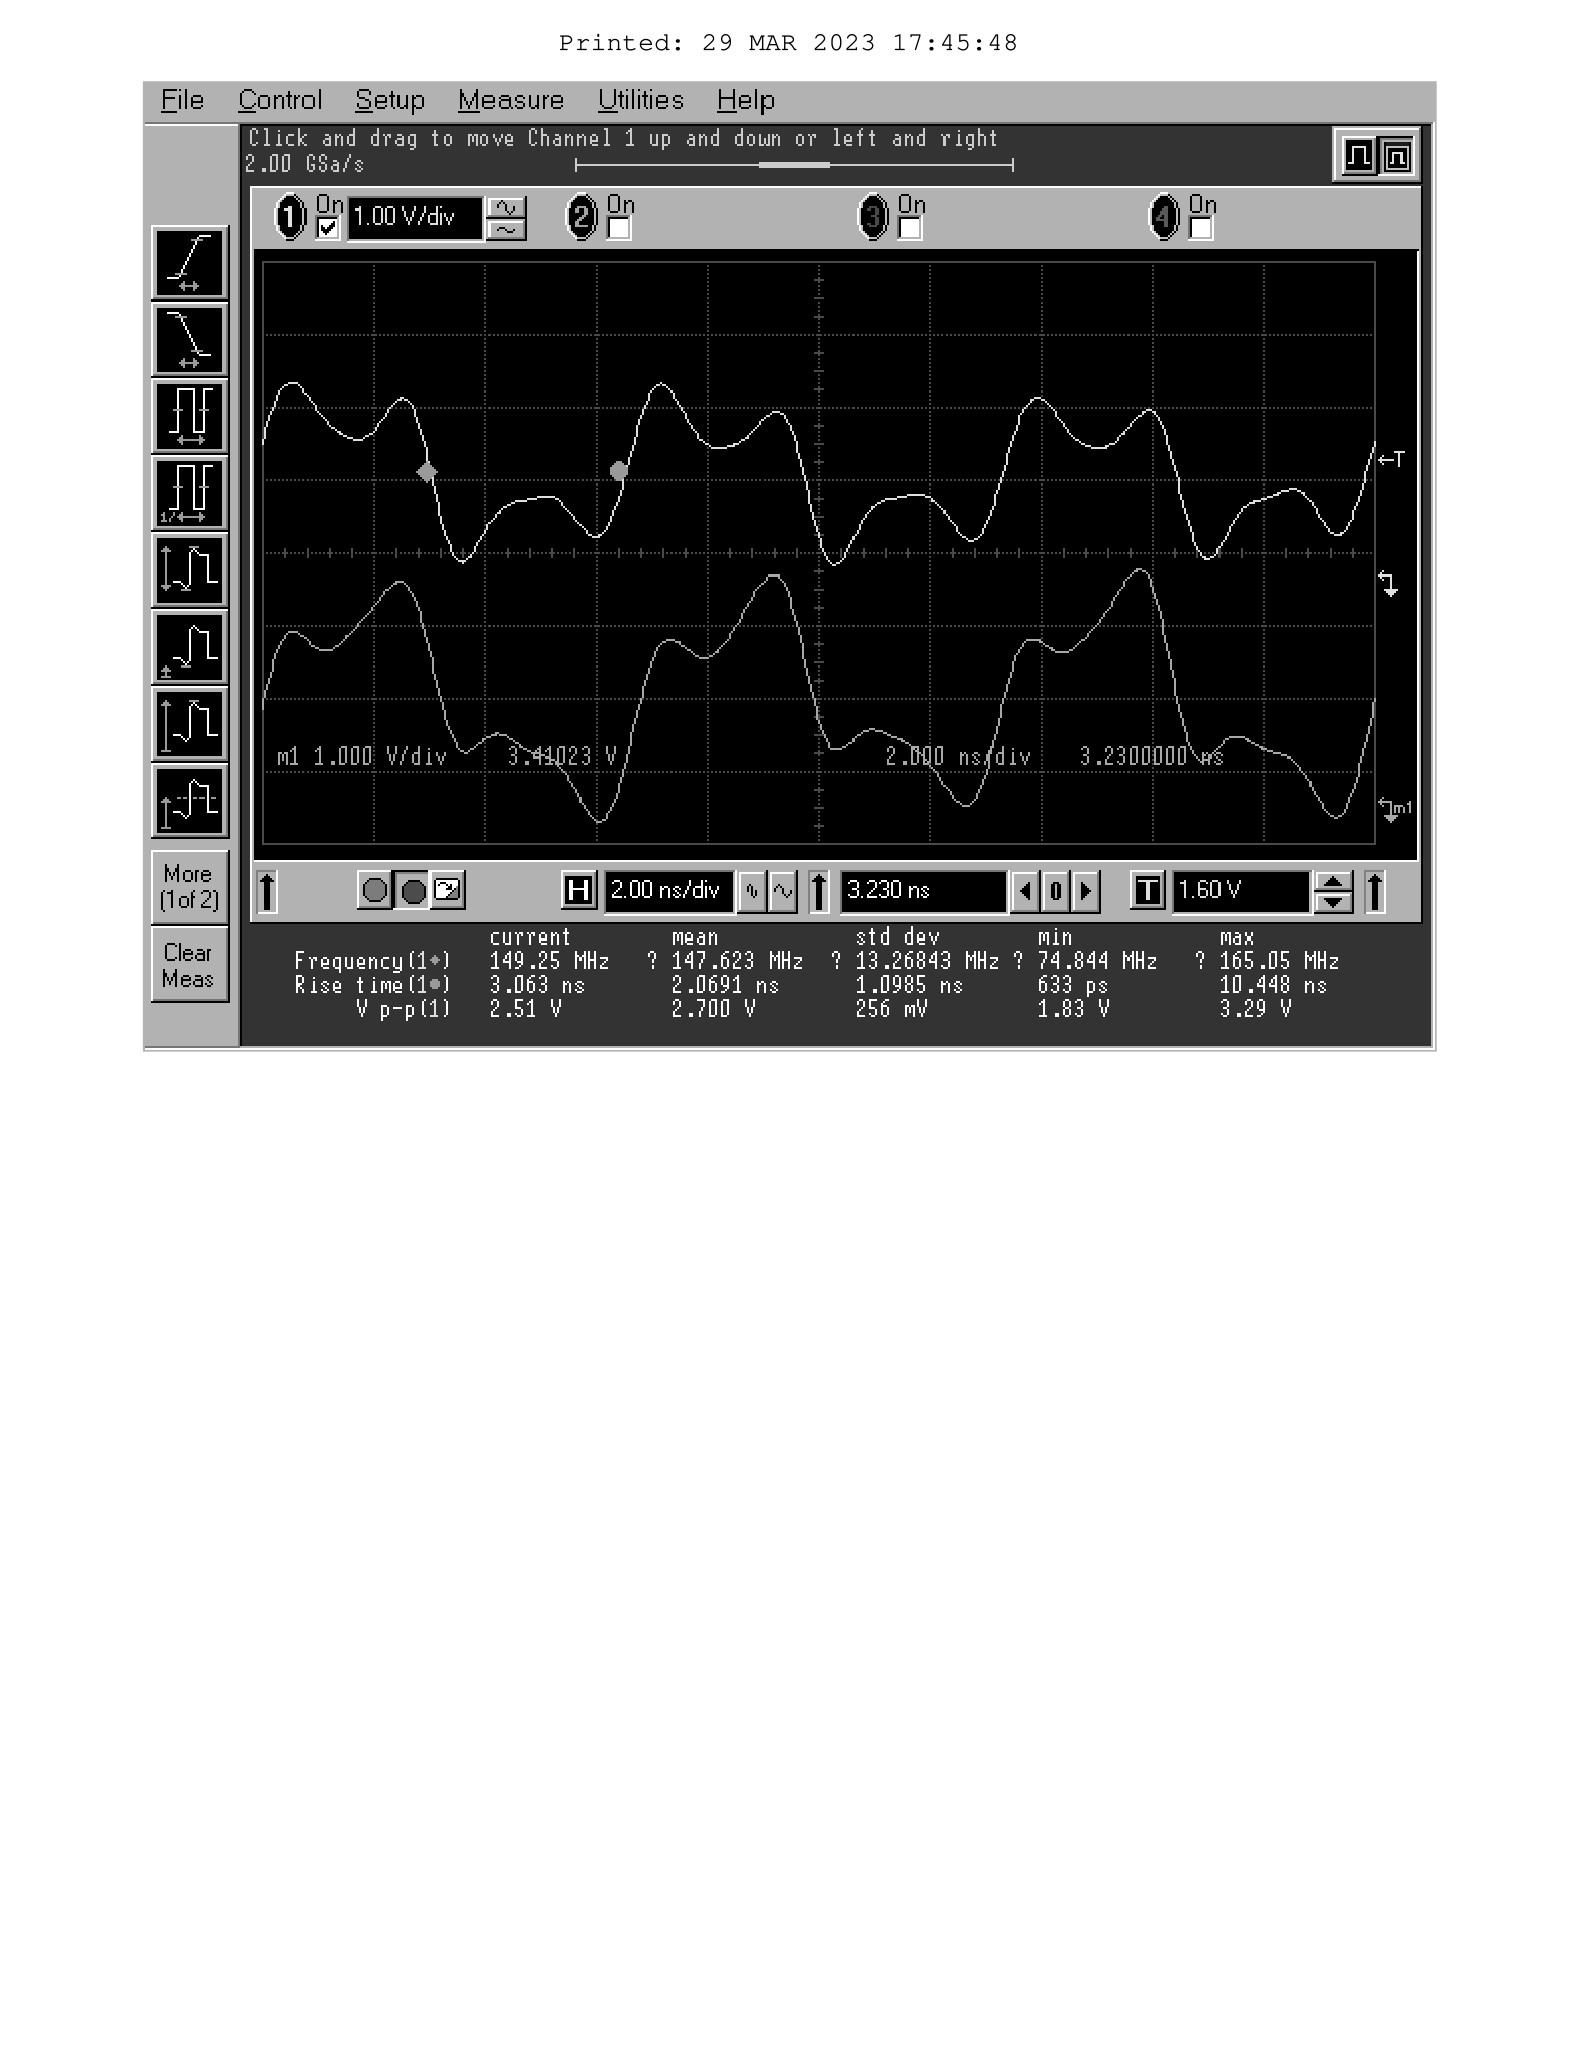 Printed: 29 MAR 2023 17:45:48
File Control Setup Measure Utilities Help
Click and drag to move Channel 1 up and down or left and right
2.00 GSa/s
1 On 1.00 V/div 2 On 3 On 4 On
T
m1 1.000 V/div 3.41023 V 2.000 ns/div 3.2300000 ns
m1
1/
More
(1of 2)
Clear
Meas
H 2.00 ns/div 3.230 ns 0 T 1.60 V
current mean std dev min max
Frequency(1) 149.25 MHz ? 147.623 MHz ? 13.26843 MHz ? 74.844 MHz ? 165.05 MHz
Rise time(1) 3.063 ns 2.0691 ns 1.0985 ns 633 ps 10.448 ns
V p-p(1) 2.51 V 2.700 V 256 mV 1.83 V 3.29 V